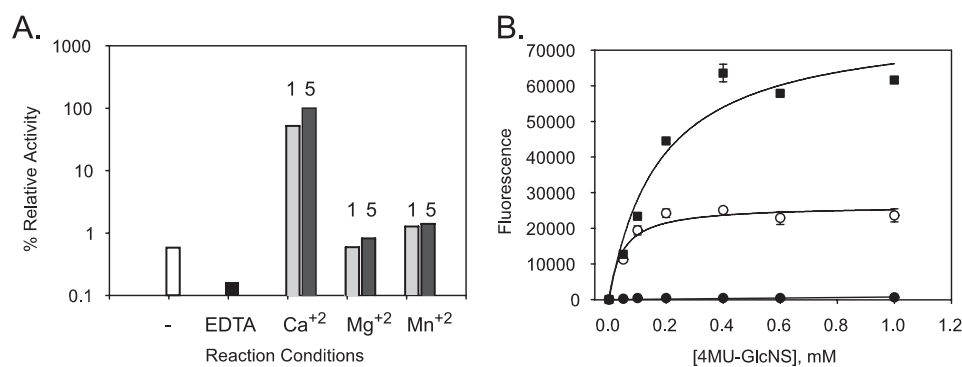 A.
1000
100
10
1
0.1
% Relative Activity
1 5
1 5
1 5
- EDTA Ca+2 Mg+2 Mn+2
Reaction Conditions
B.
70000
60000
50000
40000
30000
20000
10000
0
Fluorescence
0.0 0.2 0.4 0.6 0.8 1.0 1.2
[4MU-GlcNS], mM